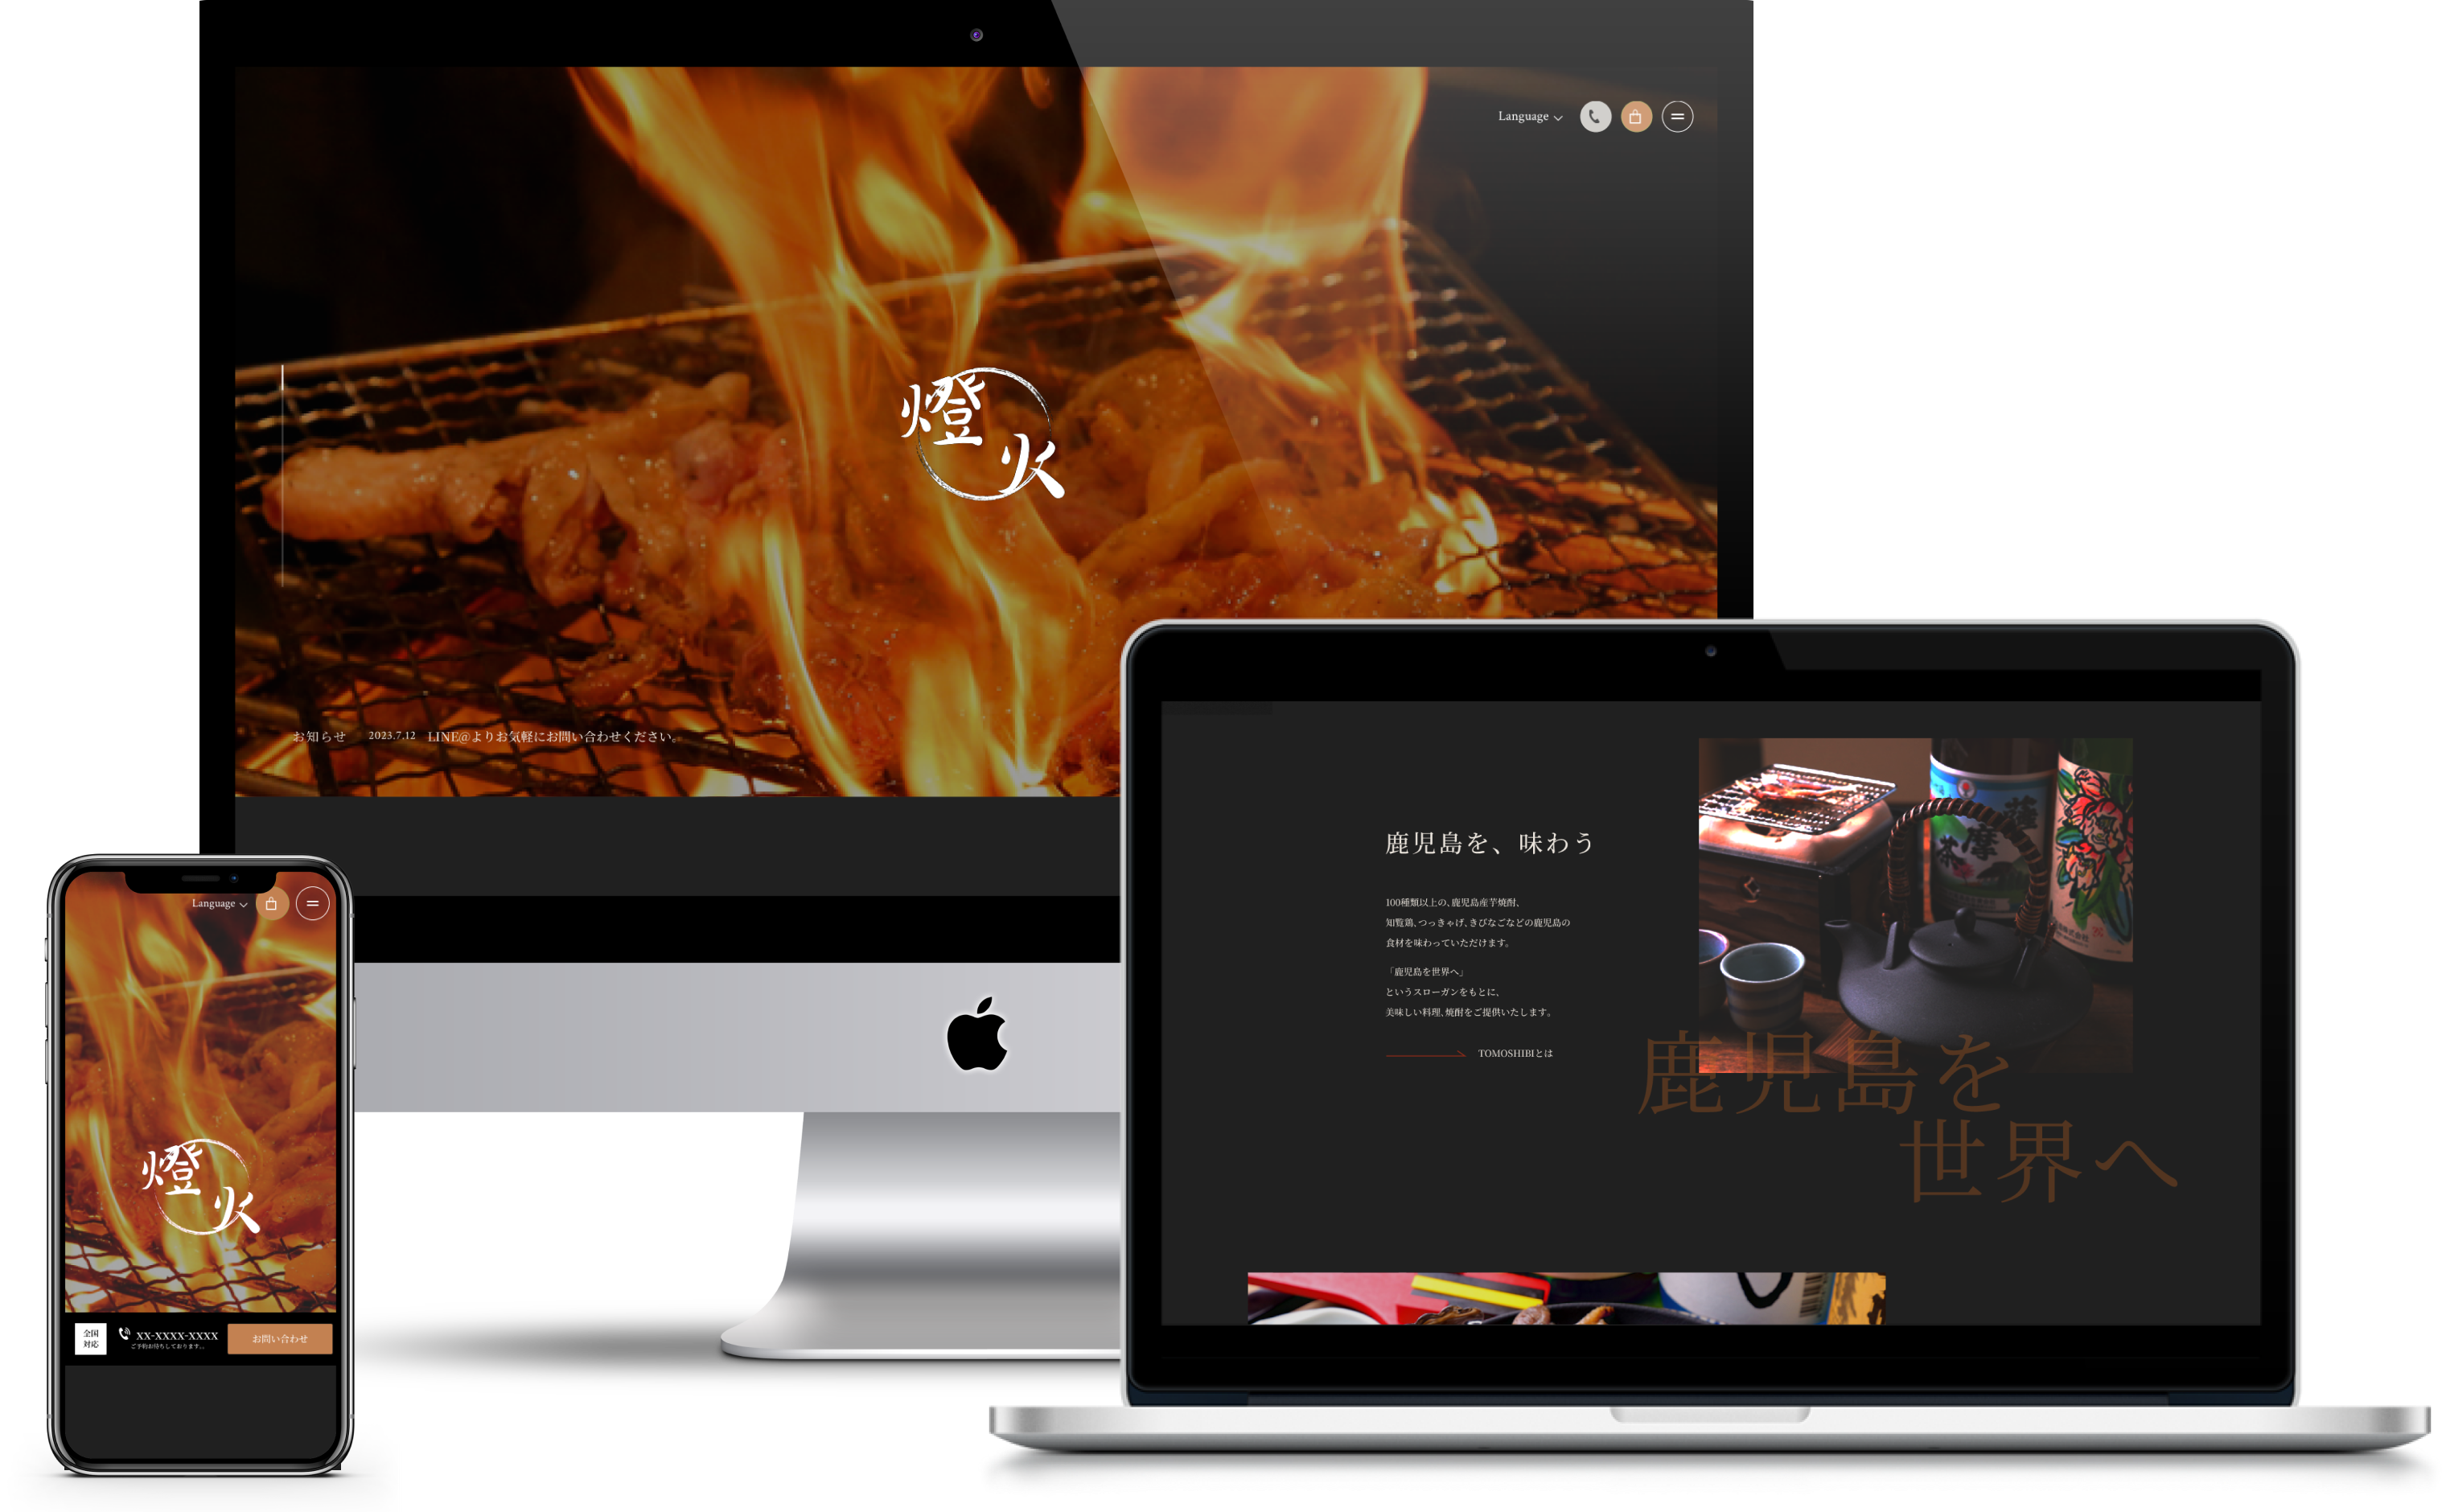 Language
燈火
お知らせ 2023.7.12 LINE@よりお気軽にお問い合わせください。
鹿児島を、味わう
100種類以上の、鹿児島産芋焼酎、
知覧鶏、つっきゃげ、きびなごなどの鹿児島の
食材を味わっていただけます。
「鹿児島を世界へ」
というスローガンをもとに、
美味しい料理、焼酎をご提供いたします。
TOMOSHIBIとは
鹿児島を
世界へ
Language
燈火
全国
対応
XX-XXXX-XXXX
ご予約お待ちしております。
お問い合わせ